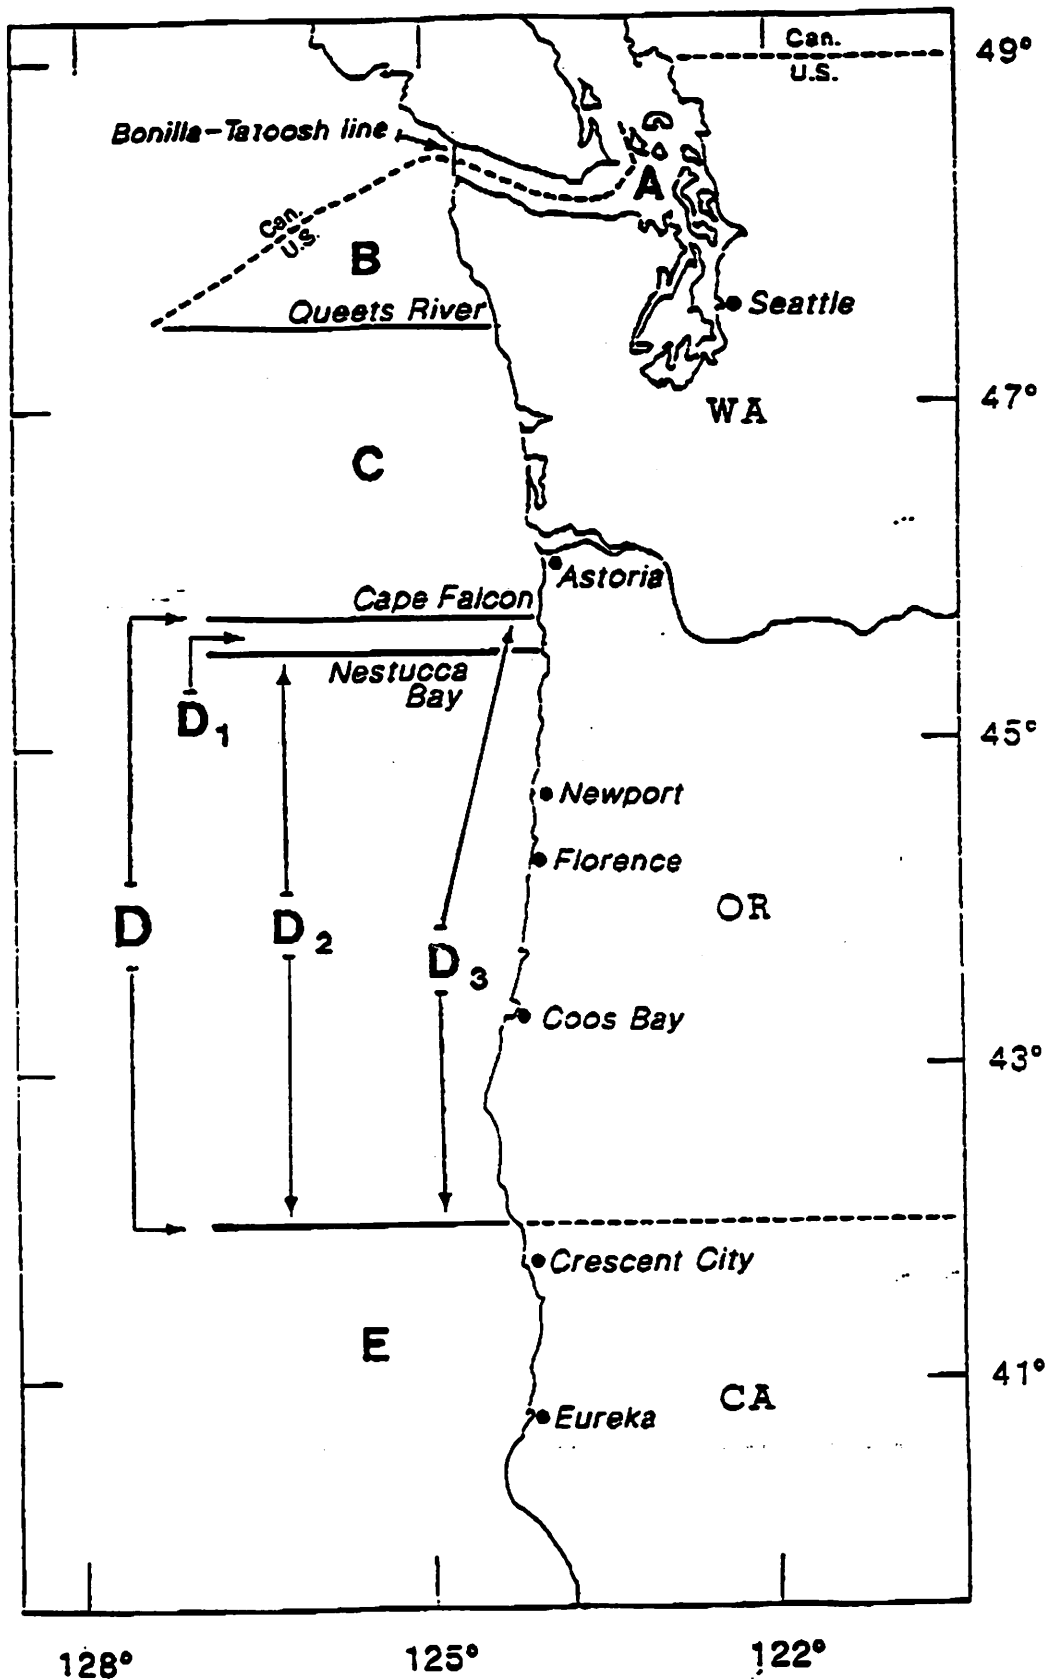 Can.
U.S.
49°
Bonilla-Tatoosh line
A
Can.
U.S.
B
Queets River
Seattle
47°
WA
C
Astoria
Cape Falcon
Nestucca
Bay
D1
45°
Newport
Florence
OR
D
D2
D3
Coos Bay
43°
Crescent City
E
41°
CA
Eureka
128°
125°
122°